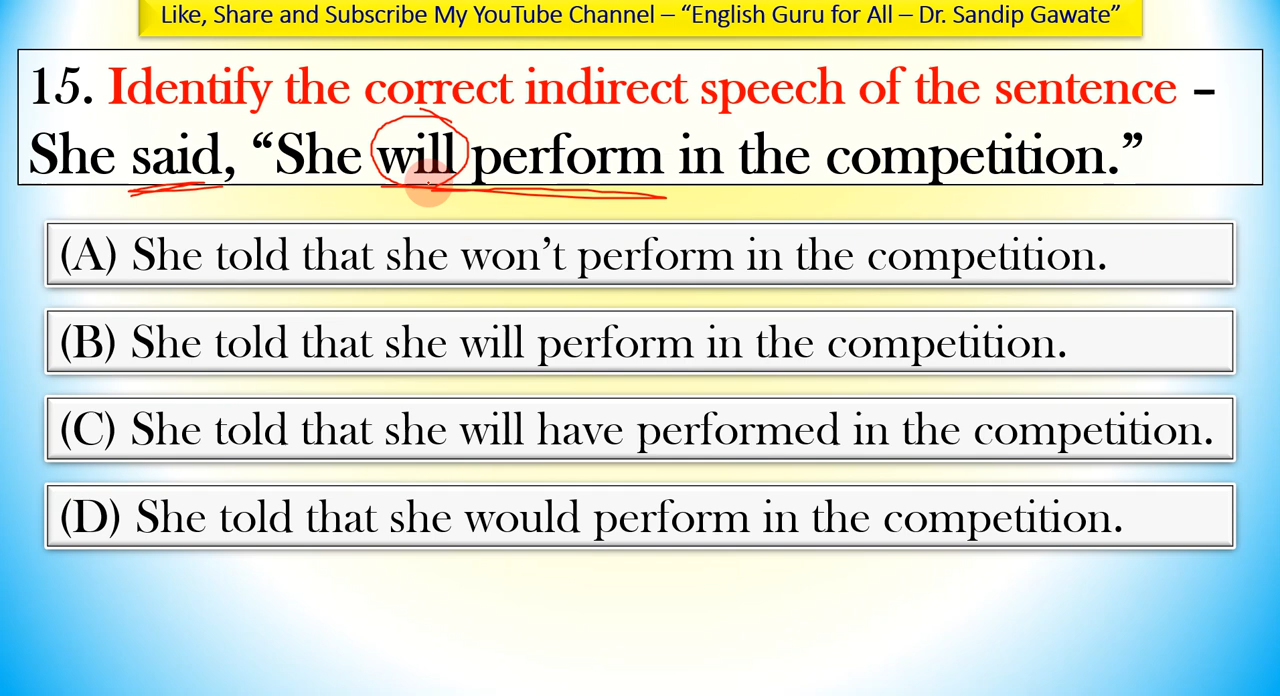 Like, Share and Subscribe My YouTube Channel – “English Guru for All – Dr. Sandip Gawate”
15. Identify the correct indirect speech of the sentence –
She said, “She will perform in the competition.”
(A) She told that she won’t perform in the competition.
(B) She told that she will perform in the competition.
(C) She told that she will have performed in the competition.
(D) She told that she would perform in the competition.